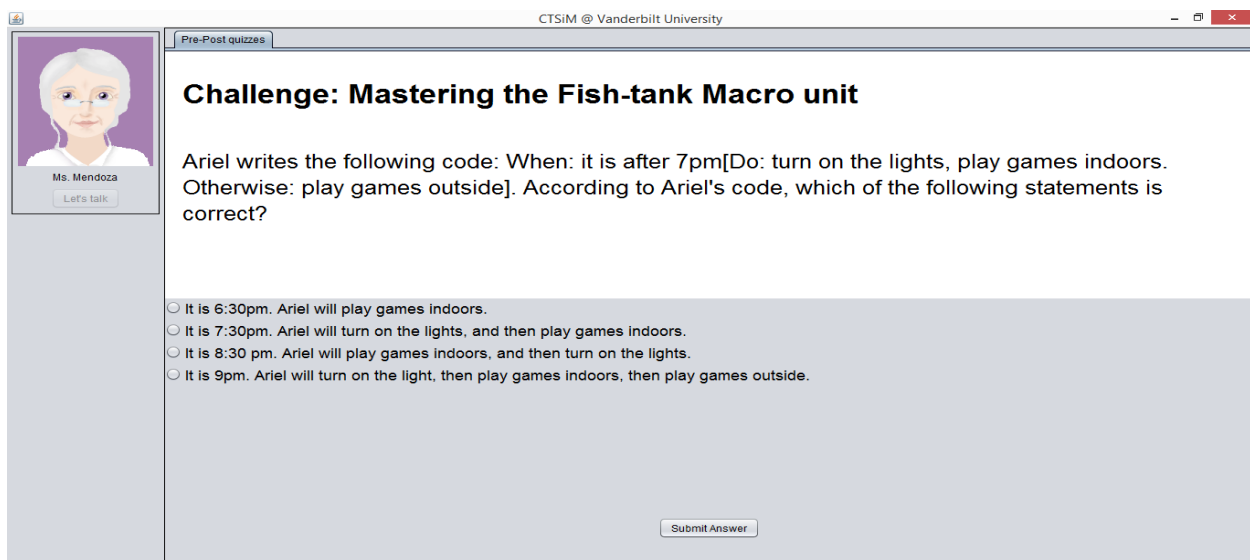 CTSiM @ Vanderbilt University
Pre-Post quizzes
Ms. Mendoza
Let's talk
Challenge: Mastering the Fish-tank Macro unit
Ariel writes the following code: When: it is after 7pm[Do: turn on the lights, play games indoors.
Otherwise: play games outside]. According to Ariel's code, which of the following statements is
correct?
It is 6:30pm. Ariel will play games indoors.
It is 7:30pm. Ariel will turn on the lights, and then play games indoors.
It is 8:30 pm. Ariel will play games indoors, and then turn on the lights.
It is 9pm. Ariel will turn on the light, then play games indoors, then play games outside.
Submit Answer